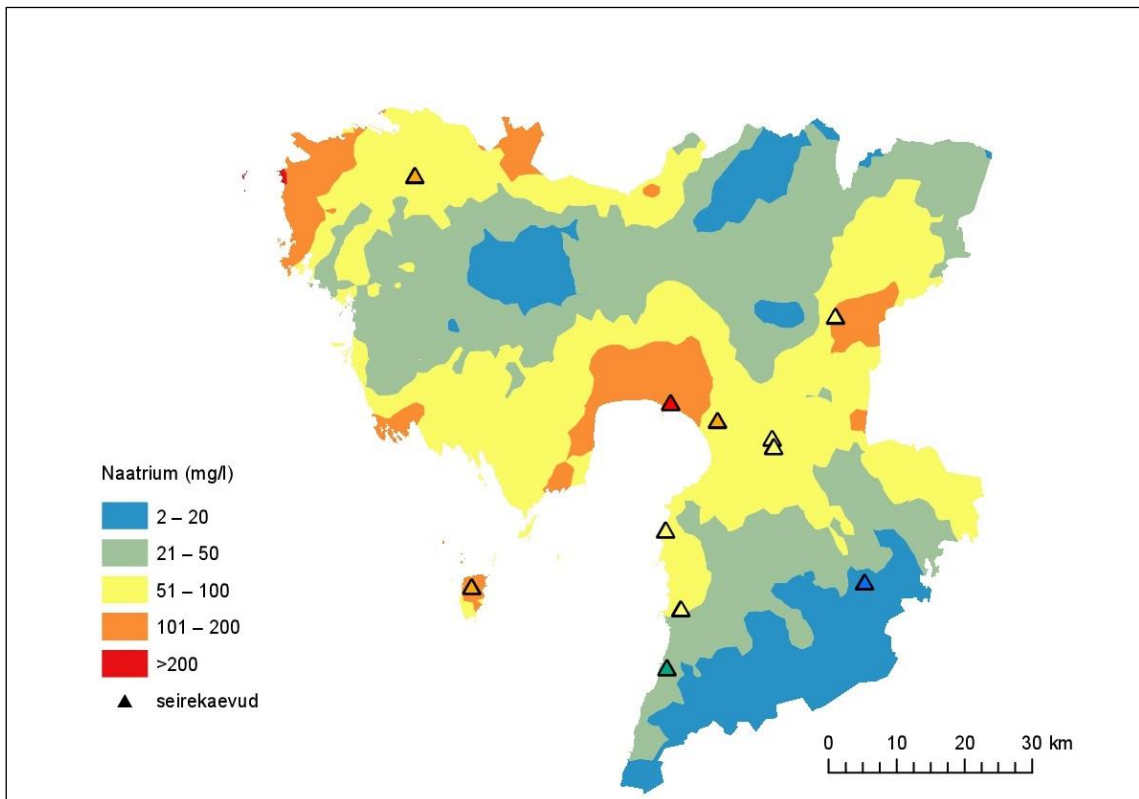 Naatrium (mg/l)
2 – 20
21 – 50
51 – 100
101 – 200
>200
seirekaevud
0 10 20 30 km